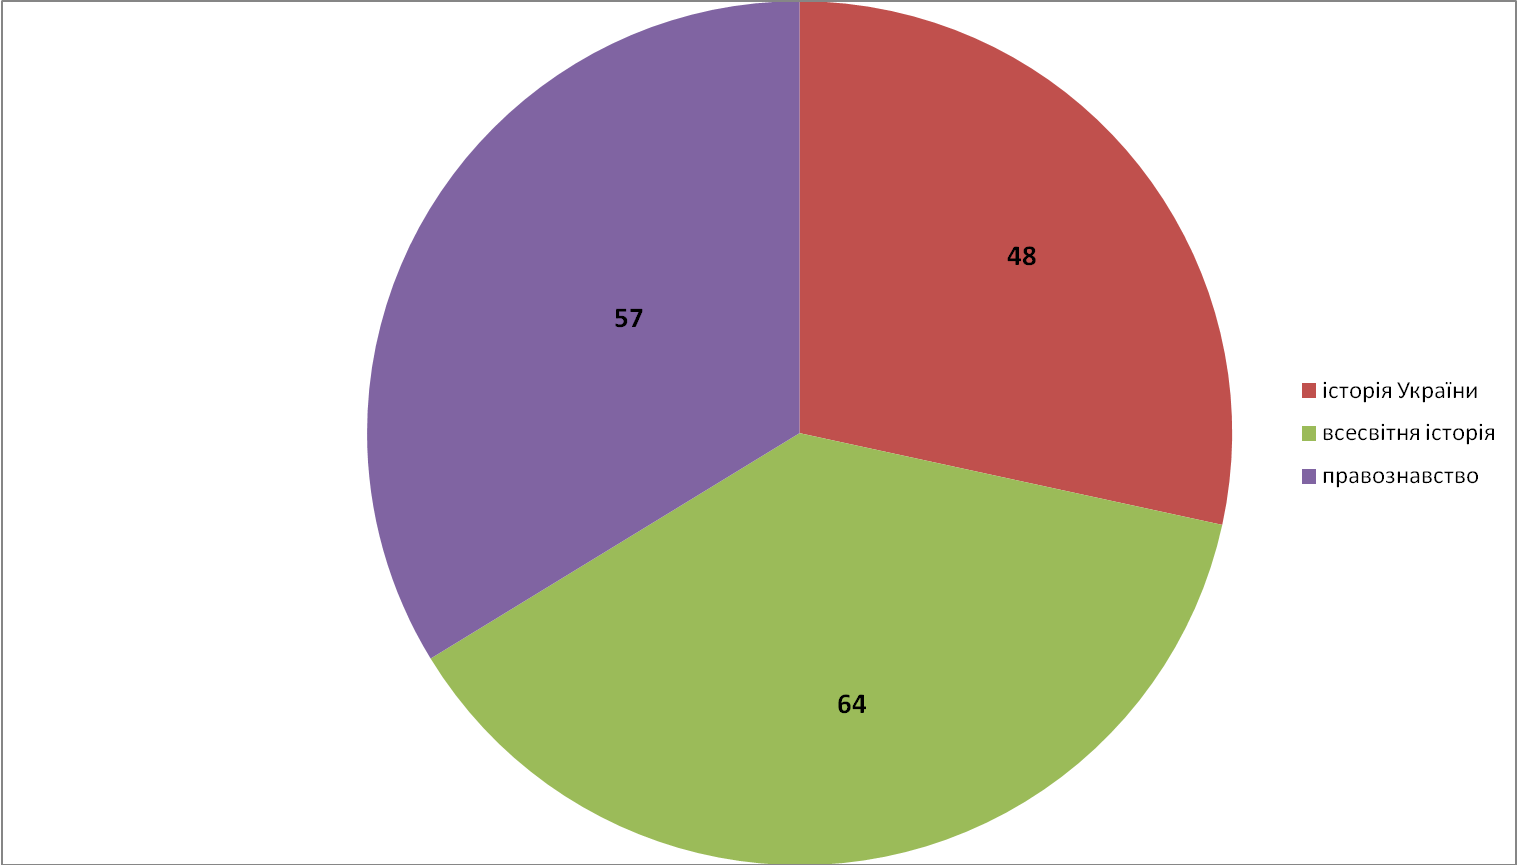 48
57
64
історія України
всесвітня історія
правознавство